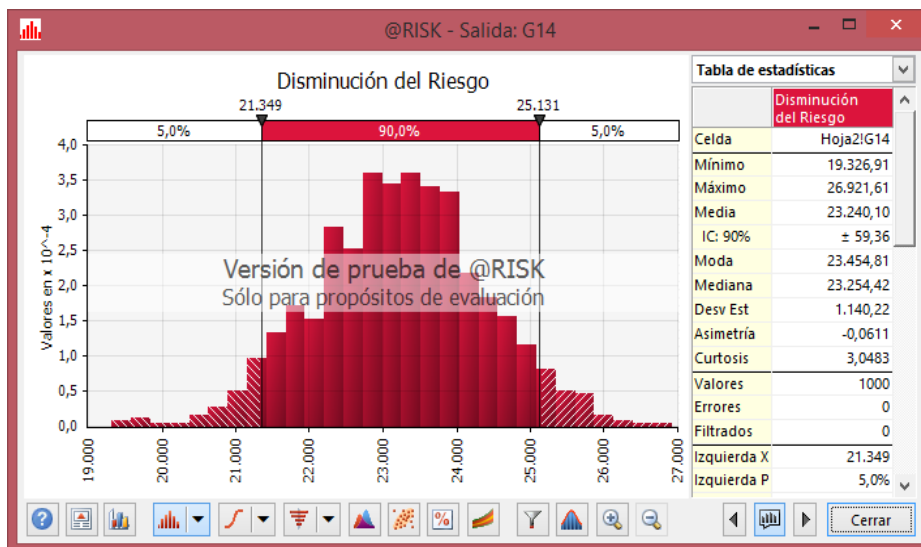 @RISK - Salida: G14
Disminución del Riesgo
21.349 25.131
5,0% 90,0% 5,0%
4,0
3,5
3,0
2,5
2,0
1,5
1,0
0,5
0,0
Valores en x 10^-4
19.000 20.000 21.000 22.000 23.000 24.000 25.000 26.000 27.000
Versión de prueba de @RISK
Sólo para propósitos de evaluación
Tabla de estadísticas
Disminución
del Riesgo
Celda Hoja2!G14
Mínimo 19.326,91
Máximo 26.921,61
Media 23.240,10
IC: 90% ± 59,36
Moda 23.454,81
Mediana 23.254,42
Desv Est 1.140,22
Asimetría -0,0611
Curtosis 3,0483
Valores 1000
Errores 0
Filtrados 0
Izquierda X 21.349
Izquierda P 5,0%
Cerrar